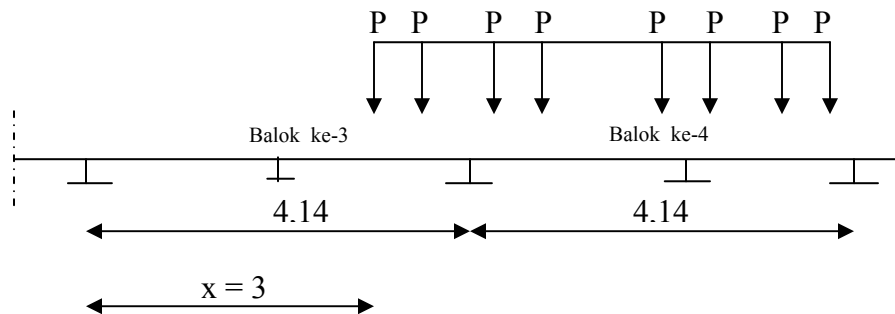 P P P P P P P P
Balok ke-3 Balok ke-4
4,14 4,14
x = 3